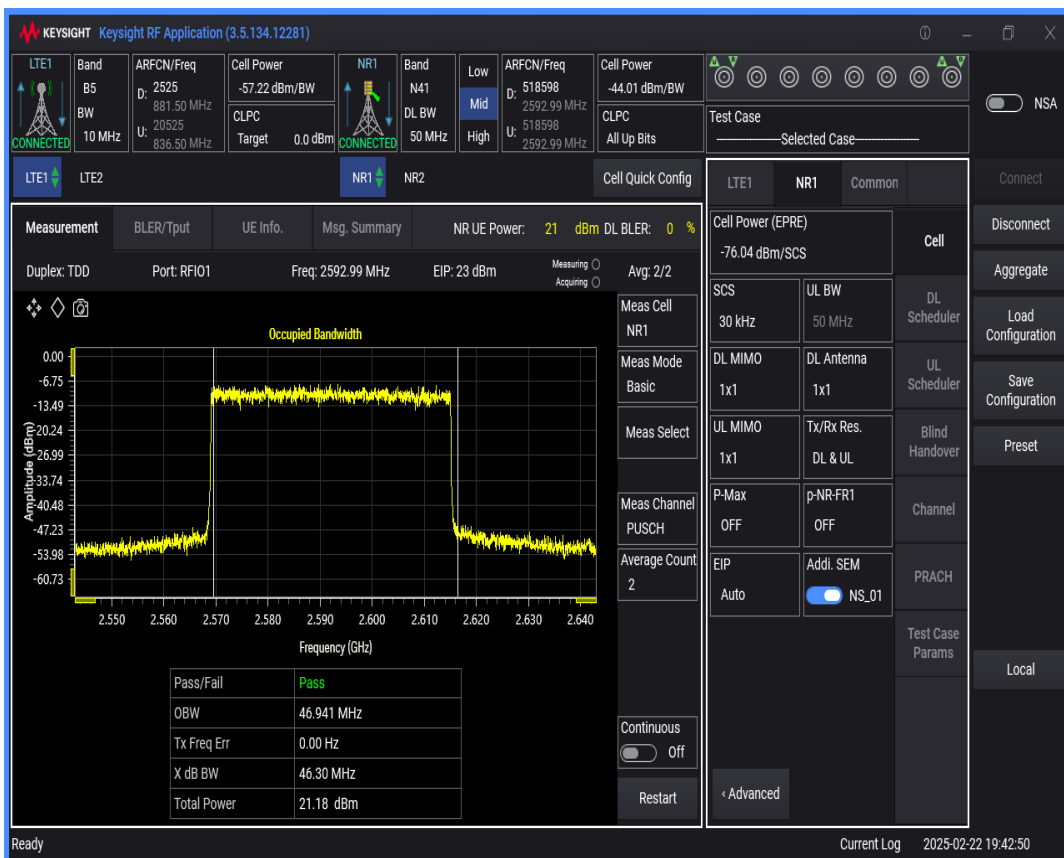 KEYSIGHT Keysight RF Application (3.5.134.12281)
LTE1
CONNECTED
Band
B5
BW
10 MHz
ARFCN/Freq
D: 2525
881.50 MHz
U: 20525
836.50 MHz
Cell Power
-57.22 dBm/BW
CLPC
Target 0.0 dBm
NR1
CONNECTED
Band
N41
DL BW
50 MHz
Low
Mid
High
ARFCN/Freq
D: 518598
2592.99 MHz
U: 518598
2592.99 MHz
Cell Power
-44.01 dBm/BW
CLPC
All Up Bits
Test Case
----------------Selected Case----------------
NSA
LTE1 LTE2 NR1 NR2 Cell Quick Config
Measurement BLER/Tput UE Info. Msg. Summary NR UE Power: 21 dBm DL BLER: 0 %
Duplex: TDD Port: RFIO1 Freq: 2592.99 MHz EIP: 23 dBm Measuring Avg: 2/2
Acquiring
Occupied Bandwidth
Amplitude (dBm)
0.00
-6.75
-13.49
-20.24
-26.99
-33.74
-40.48
-47.23
-53.98
-60.73
2.550 2.560 2.570 2.580 2.590 2.600 2.610 2.620 2.630 2.640
Frequency (GHz)
Pass/Fail Pass
OBW 46.941 MHz
Tx Freq Err 0.00 Hz
X dB BW 46.30 MHz
Total Power 21.18 dBm
Meas Cell
NR1
Meas Mode
Basic
Meas Select
Meas Channel
PUSCH
Average Count
2
Continuous
Off
Restart
LTE1 NR1 Common
Cell Power (EPRE)
-76.04 dBm/SCS
SCS
30 kHz
UL BW
50 MHz
DL MIMO
1x1
DL Antenna
1x1
UL MIMO
1x1
Tx/Rx Res.
DL & UL
P-Max
OFF
p-NR-FR1
OFF
EIP
Auto
Addi. SEM
NS_01
‹ Advanced
Cell
DL
Scheduler
UL
Scheduler
Blind
Handover
Channel
PRACH
Test Case
Params
Connect
Disconnect
Aggregate
Load
Configuration
Save
Configuration
Preset
Local
Ready Current Log 2025-02-22 19:42:50